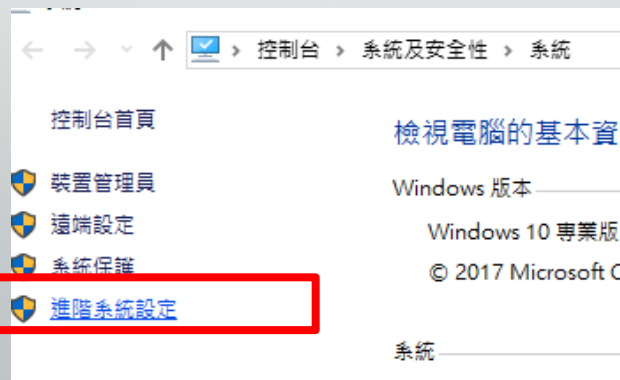 控制台 › 系統及安全性 › 系統
控制台首頁
裝置管理員
遠端設定
系統保護
進階系統設定
檢視電腦的基本資
Windows 版本
Windows 10 專業版
© 2017 Microsoft C
系統